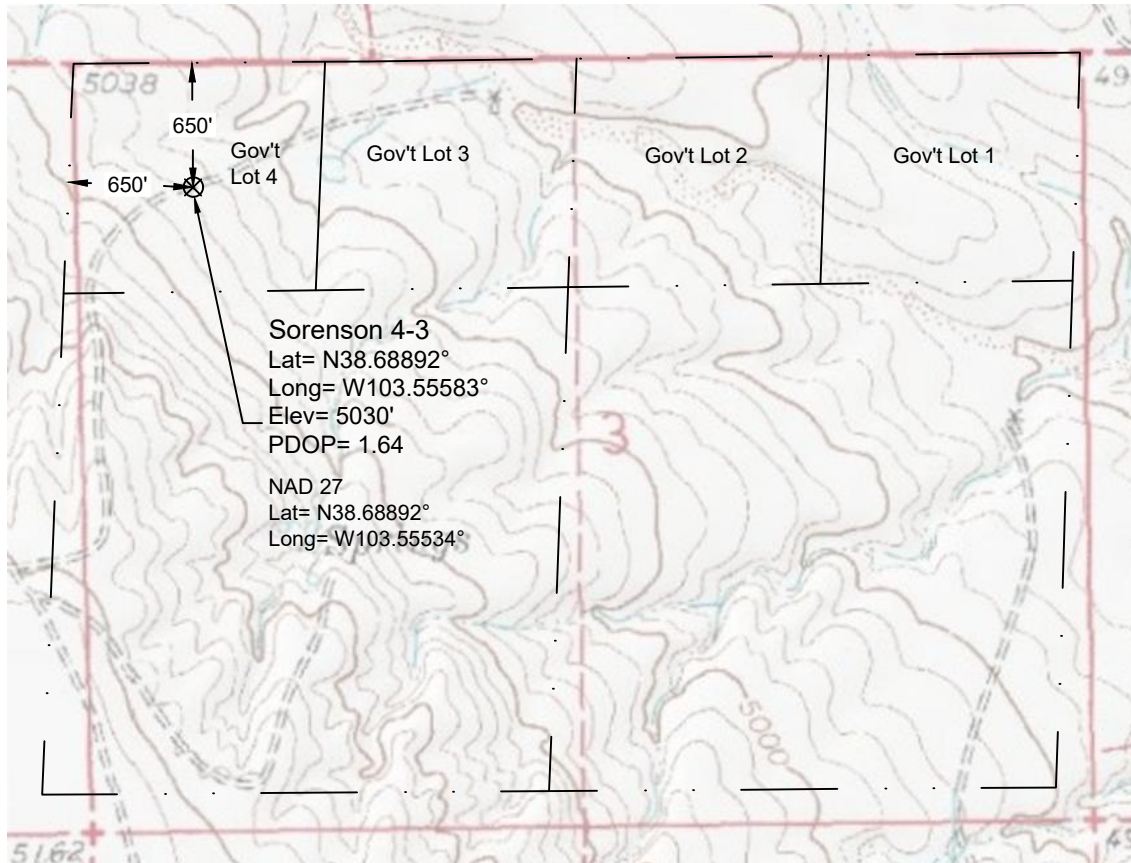 5038
49
650'
Gov't
Lot 4
Gov't Lot 3
Gov't Lot 2
Gov't Lot 1
650'
Sorenson 4-3
Lat= N38.68892°
Long= W103.55583°
Elev= 5030'
PDOP= 1.64
3
NAD 27
Lat= N38.68892°
Long= W103.55534°
5000
5162